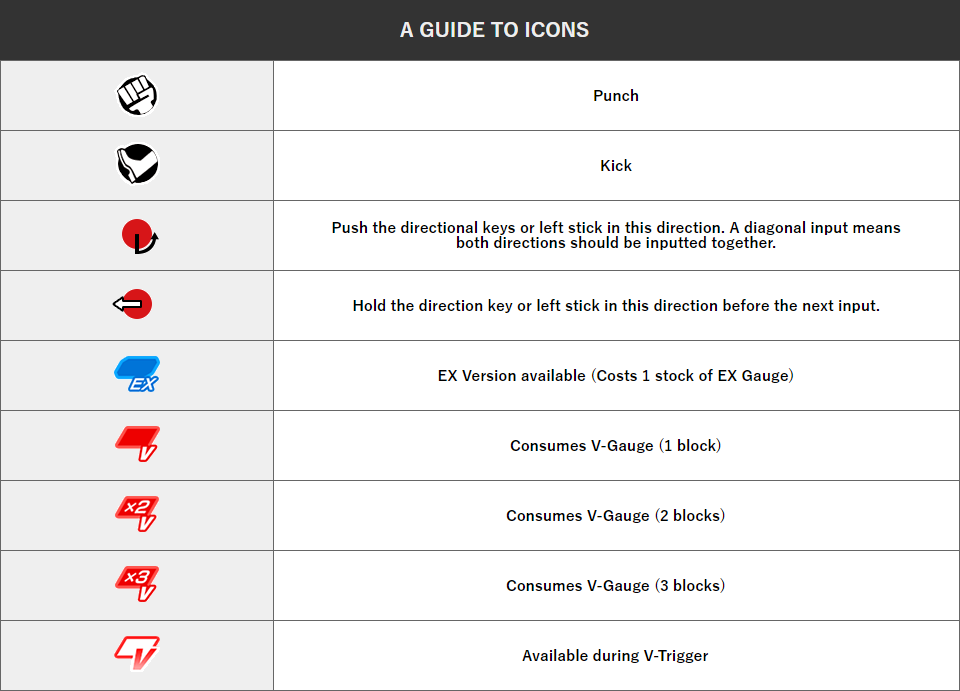 A GUIDE TO ICONS
Punch
Kick
Push the directional keys or left stick in this direction. A diagonal input means
both directions should be inputted together.
Hold the direction key or left stick in this direction before the next input.
EX
EX Version available (Costs 1 stock of EX Gauge)
V
Consumes V-Gauge (1 block)
x2
V
Consumes V-Gauge (2 blocks)
x3
V
Consumes V-Gauge (3 blocks)
V
Available during V-Trigger